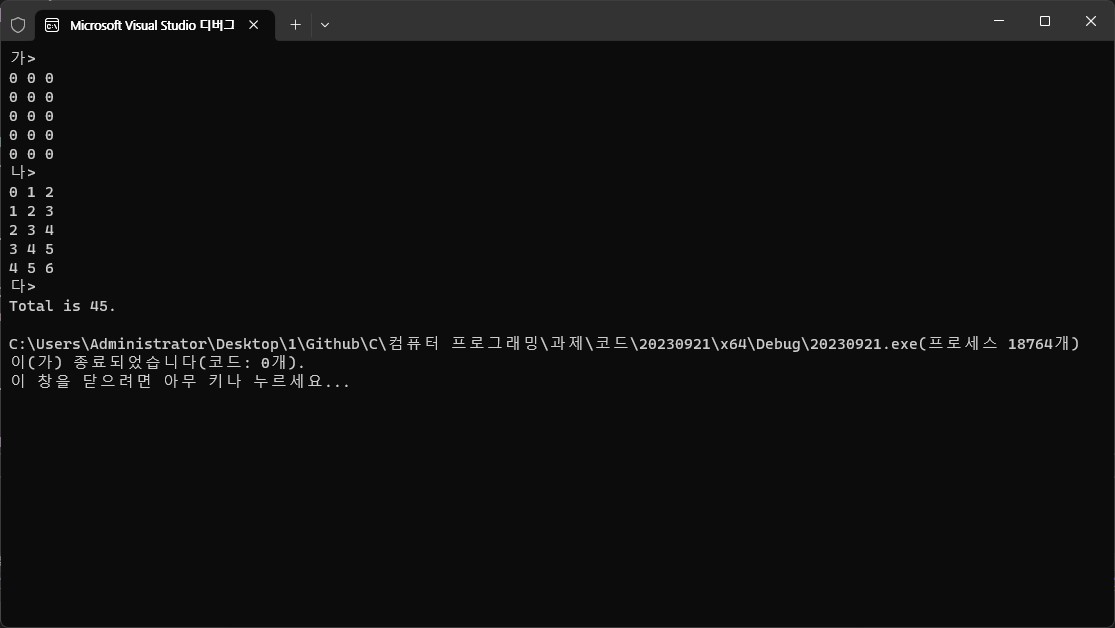 Microsoft Visual Studio 디버그
가>
0 0 0
0 0 0
0 0 0
0 0 0
0 0 0
나>
0 1 2
1 2 3
2 3 4
3 4 5
4 5 6
다>
Total is 45.
C:\Users\Administrator\Desktop\1\Github\C\컴퓨터 프로그래밍\과제\코드\20230921\x64\Debug\20230921.exe(프로세스 18764개)
이(가) 종료되었습니다(코드: 0개).
이 창을 닫으려면 아무 키나 누르세요...